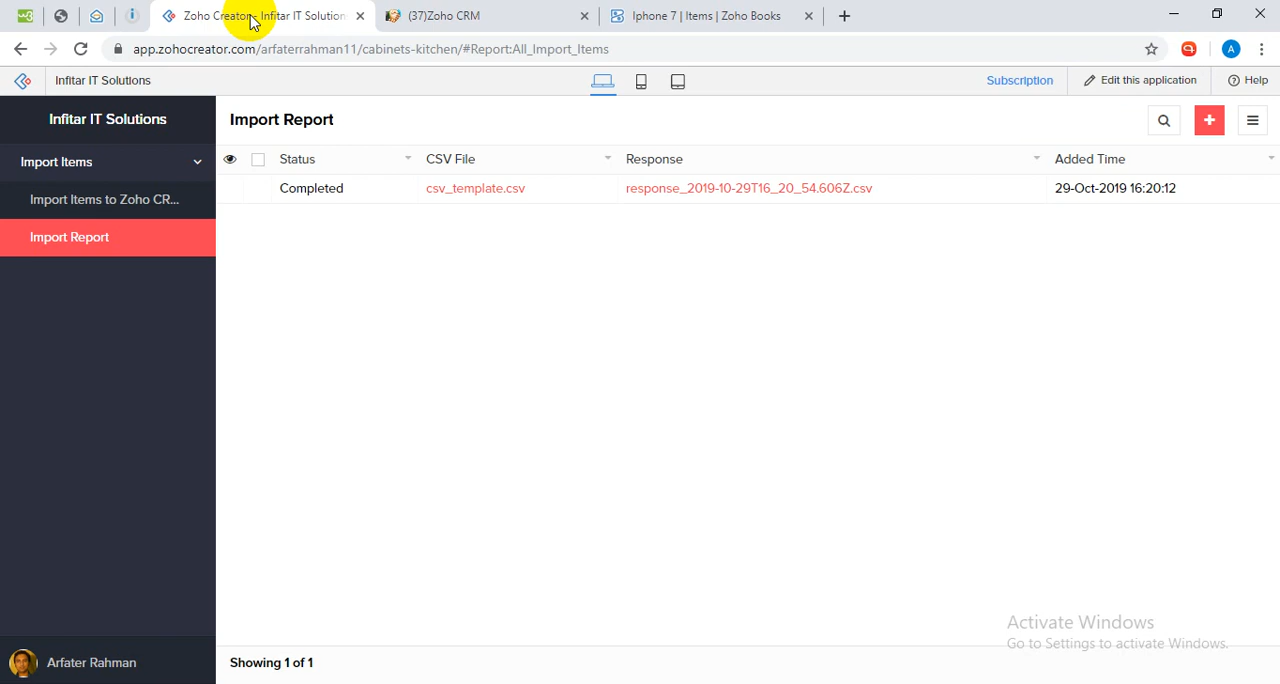 Zoho Creator - Infitar IT Solution
(37)Zoho CRM
Iphone 7 | Items | Zoho Books
app.zohocreator.com/arfaterrahman11/cabinets-kitchen/#Report:All_Import_Items
A
Infitar IT Solutions
Subscription
Edit this application
Help
Infitar IT Solutions
Import Report
Import Items
Status
CSV File
Response
Added Time
Import Items to Zoho CR...
Completed
csv_template.csv
response_2019-10-29T16_20_54.606Z.csv
29-Oct-2019 16:20:12
Import Report
Activate Windows
Go to Settings to activate Windows.
Arfater Rahman
Showing 1 of 1